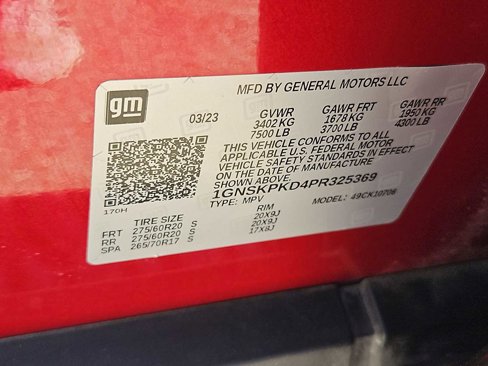 gm
MFD BY GENERAL MOTORS LLC
03/23 GVWR GAWR FRT GAWR RR
3402 KG 1678 KG 1950 KG
7500 LB 3700 LB 4300 LB
THIS VEHICLE CONFORMS TO ALL
APPLICABLE U.S. FEDERAL MOTOR
VEHICLE SAFETY STANDARDS IN EFFECT
ON THE DATE OF MANUFACTURE
SHOWN ABOVE.
1GNSKPKD4PR325369
170H TYPE: MPV MODEL: 49CK10706
TIRE SIZE RIM
FRT 275/60R20 S 20X9J
RR 275/60R20 S 20X9J
SPA 265/70R17 S 17X8J